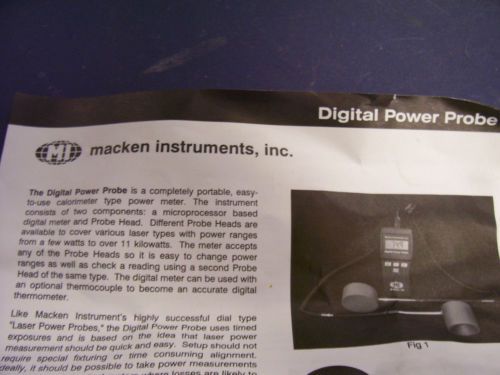 Digital Power Probe
MI macken instruments, inc.
The Digital Power Probe is a completely portable, easy-
to-use calorimeter type power meter. The instrument
consists of two components: a microprocessor based
digital meter and Probe Head. Different Probe Heads are
available to cover various laser types with power ranges
from a few watts to over 11 kilowatts. The meter accepts
any of the Probe Heads so it is easy to change power
ranges as well as check a reading using a second Probe
Head of the same type. The digital meter can be used with
an optional thermocouple to become an accurate digital
thermometer.
Like Macken Instrument's highly successful dial type
"Laser Power Probes," the Digital Power Probe uses timed
exposures and is based on the idea that laser power
measurement should be quick and easy. Setup should not
require special fixturing or time consuming alignment.
deally, it should be possible to take power measurements
where losses are likely to
Fig 1